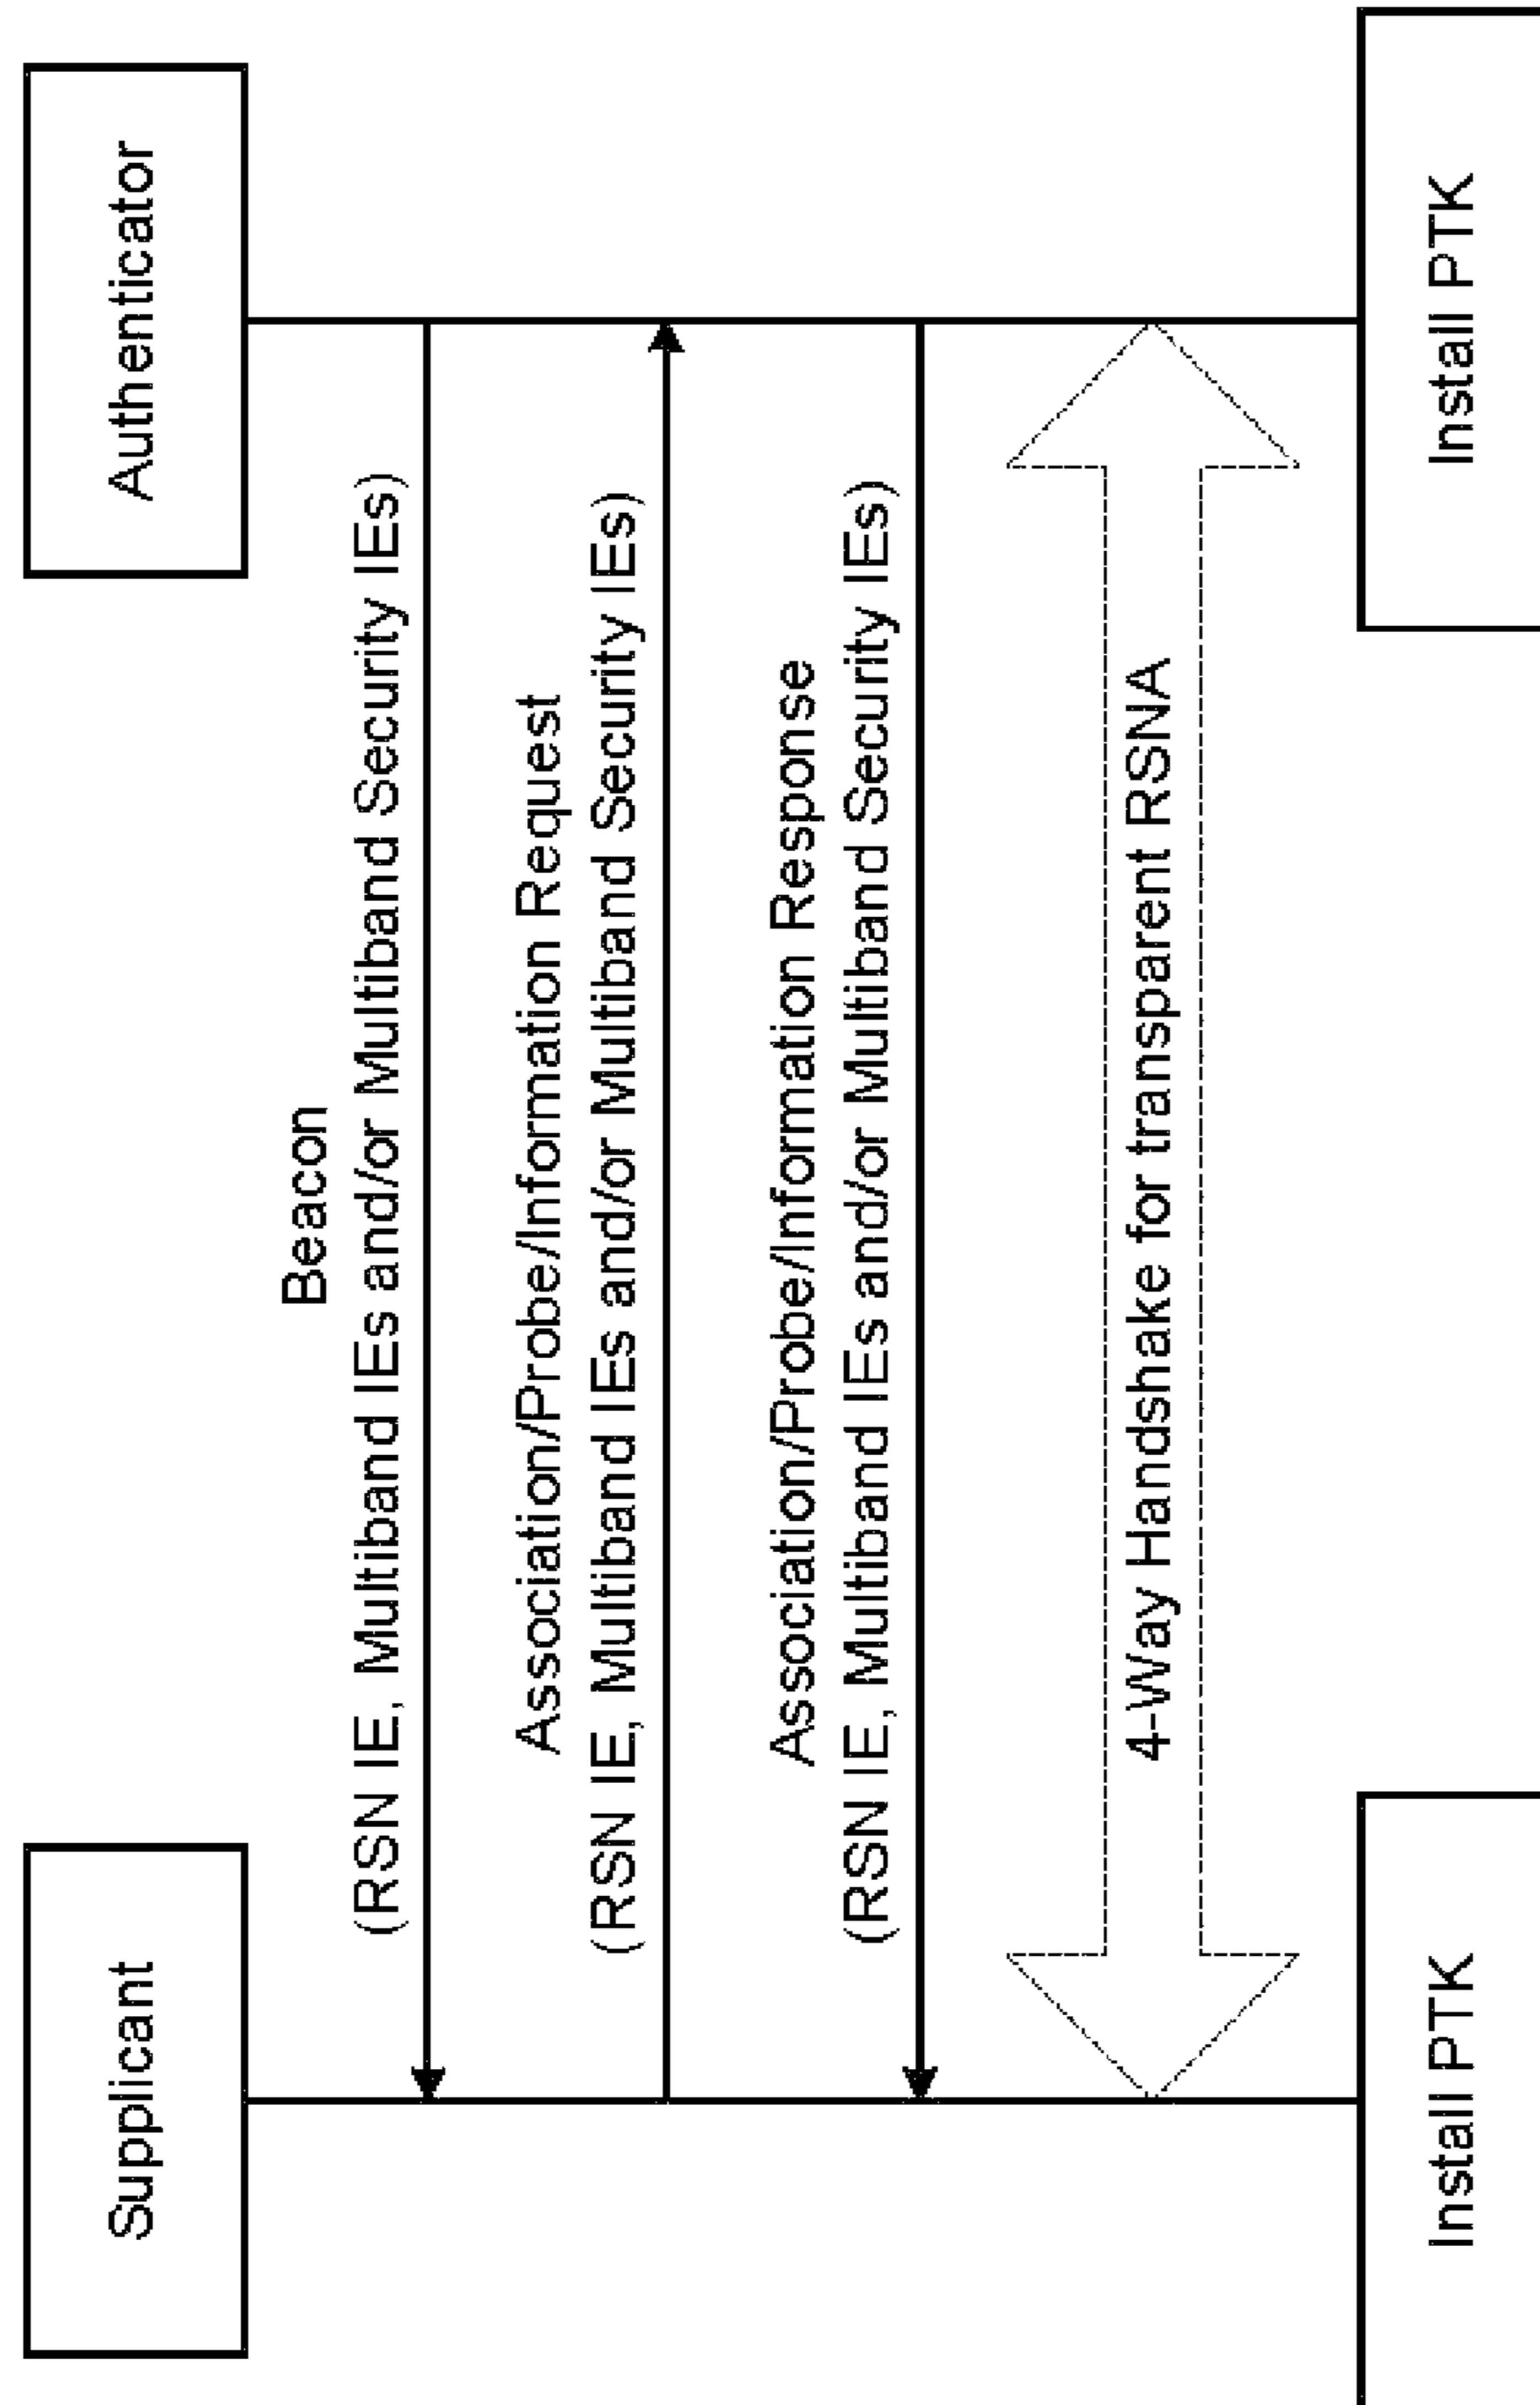 Supplicant
Authenticator
Beacon
(RSN IE, Multiband IEs and/or Multiband Security IEs)
Association/Probe/Information Request
(RSN IE, Multiband IEs and/or Multiband Security IEs)
Association/Probe/Information Response
(RSN IE, Multiband IEs and/or Multiband Security IEs)
4-Way Handshake for transparent RSNA
Install PTK
Install PTK